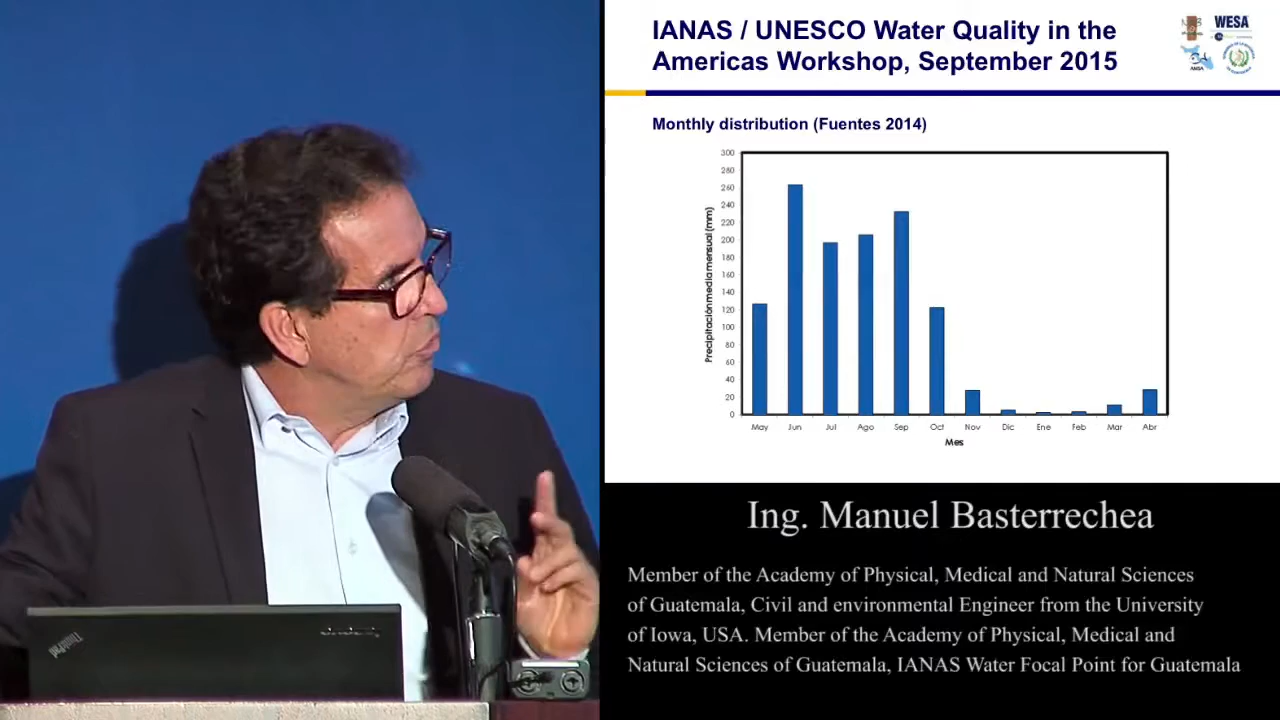 IANAS / UNESCO Water Quality in the
Americas Workshop, September 2015
WESA
ANSA
Monthly distribution (Fuentes 2014)
300
280
260
240
220
200
180
160
140
120
100
80
60
40
20
0
Precipitación media mensual (mm)
May Jun Jul Ago Sep Oct Nov Dic Ene Feb Mar Abr
Mes
Ing. Manuel Basterrechea
Member of the Academy of Physical, Medical and Natural Sciences
of Guatemala, Civil and environmental Engineer from the University
of Iowa, USA. Member of the Academy of Physical, Medical and
Natural Sciences of Guatemala, IANAS Water Focal Point for Guatemala
ThinkPad